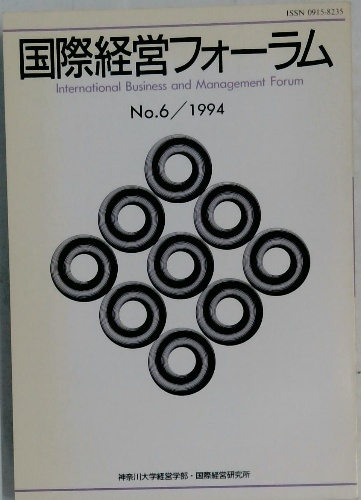 ISSN 0915-8235
国際経営フォーラム
International Business and Management Forum
No.6/1994
神奈川大学経営学部・国際経営研究所